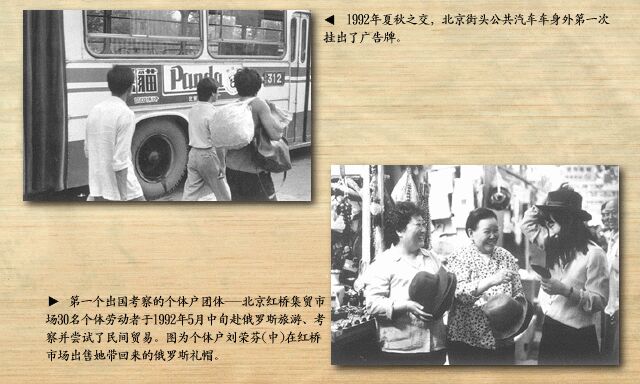 ◀ 1992年夏秋之交，北京街头公共汽车车身外第一次
挂出了广告牌。
Panda
312
▶ 第一个出国考察的个体户团体——北京红桥集贸市
场30名个体劳动者于1992年5月中旬赴俄罗斯旅游、考
察并尝试了民间贸易。图为个体户刘荣芬(中)在红桥
市场出售她带回来的俄罗斯礼帽。